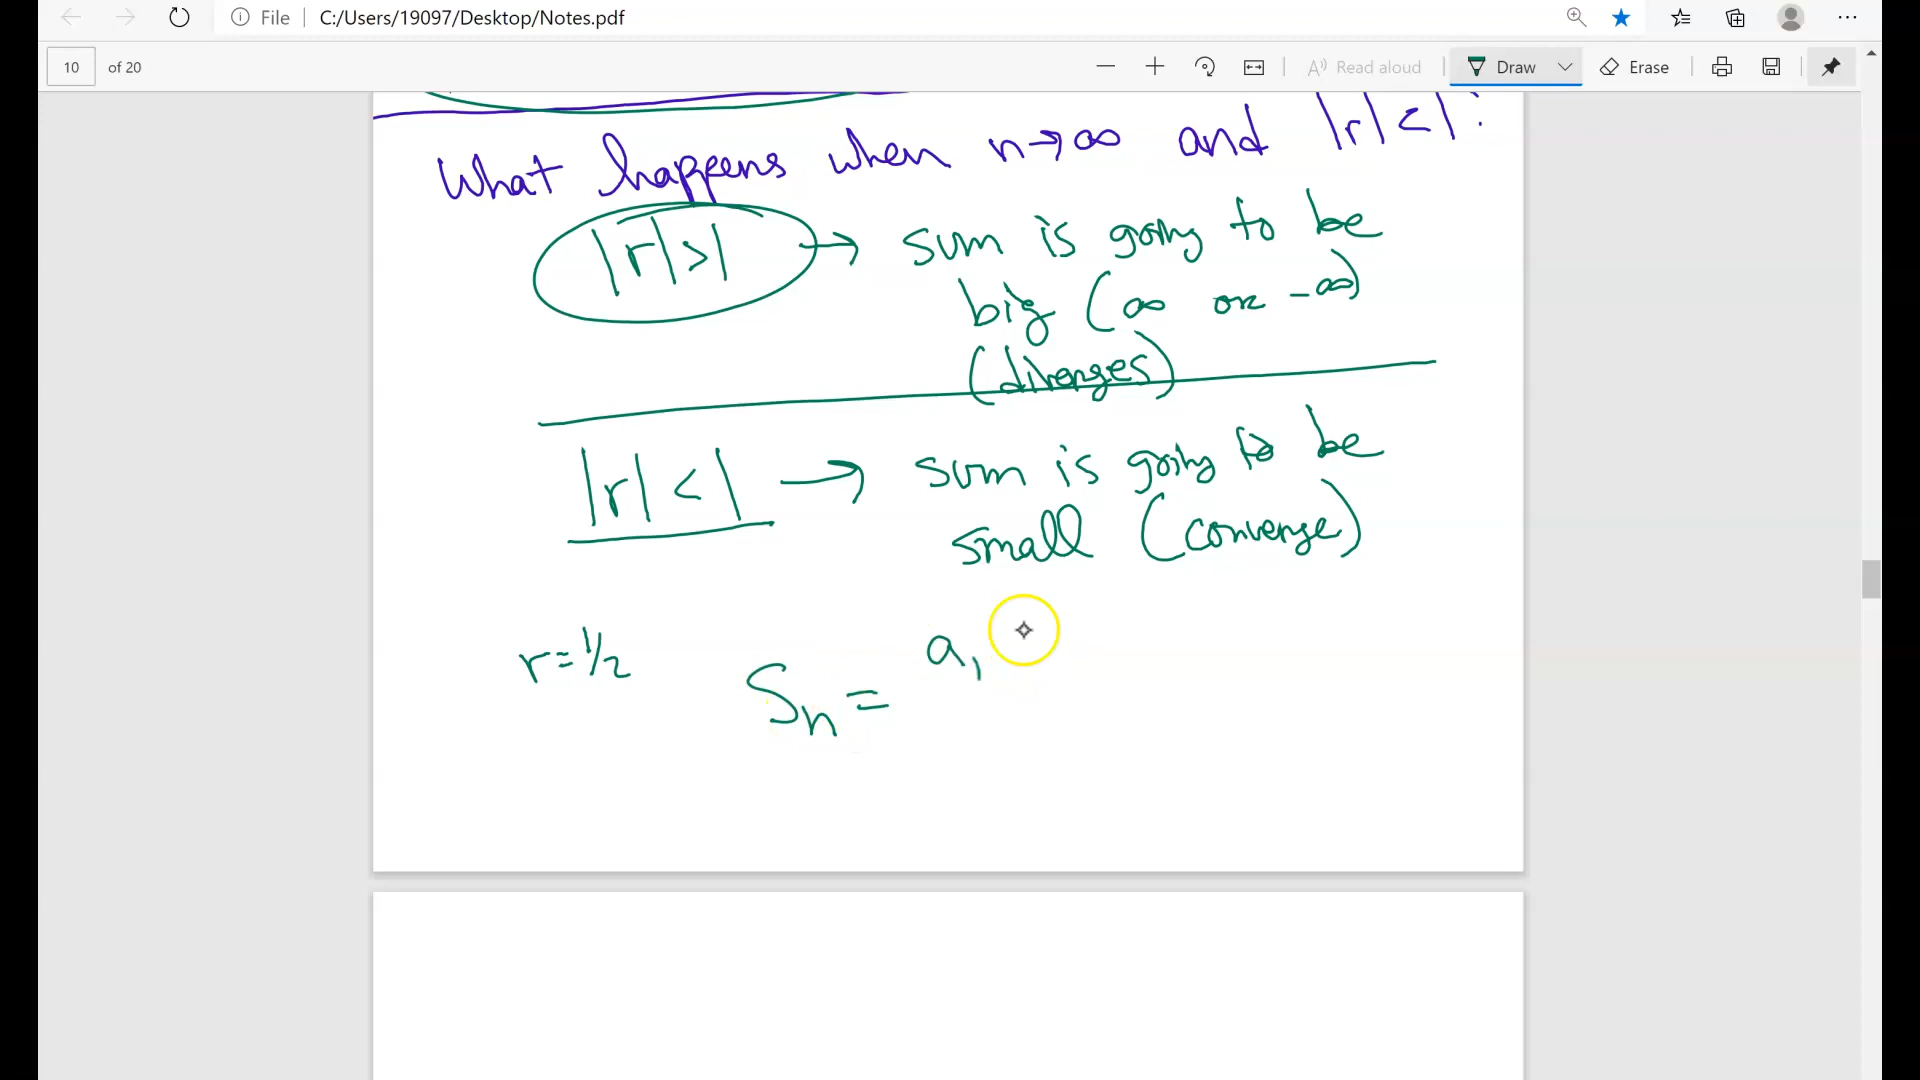 File C:/Users/19097/Desktop/Notes.pdf
10 of 20 Read aloud Draw Erase
What happens when n→∞ and |r|<1?
|r|>1 → sum is going to be
big (∞ or -∞)
(diverges)
|r|<1 → sum is going to be
small (converge)
r=1/2
Sn= a1